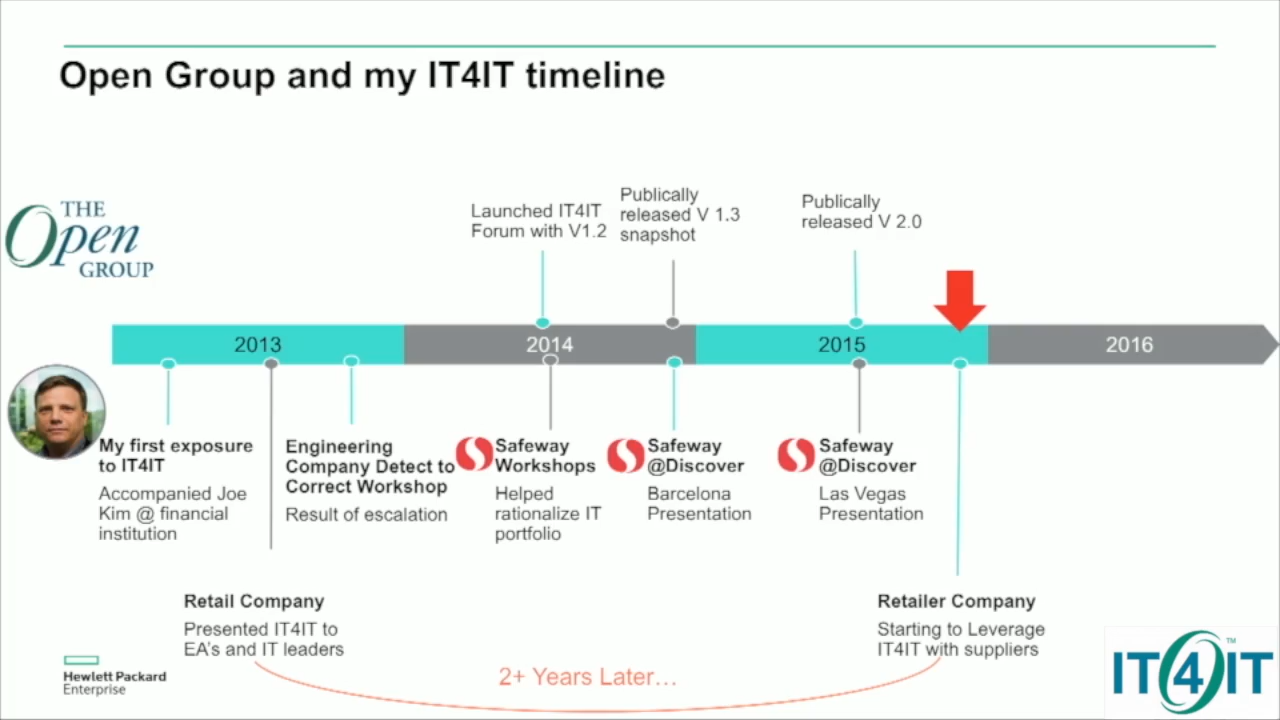 Open Group and my IT4IT timeline
THE
Open
GROUP
Launched IT4IT
Forum with V1.2
Publically
released V 1.3
snapshot
Publically
released V 2.0
2013
2014
2015
2016
My first exposure
to IT4IT
Accompanied Joe
Kim @ financial
institution
Engineering
Company Detect to
Correct Workshop
Result of escalation
Safeway
Workshops
Helped
rationalize IT
portfolio
Safeway
@Discover
Barcelona
Presentation
Safeway
@Discover
Las Vegas
Presentation
Retail Company
Presented IT4IT to
EA's and IT leaders
Retailer Company
Starting to Leverage
IT4IT with suppliers
2+ Years Later...
Hewlett Packard
Enterprise
IT4IT™